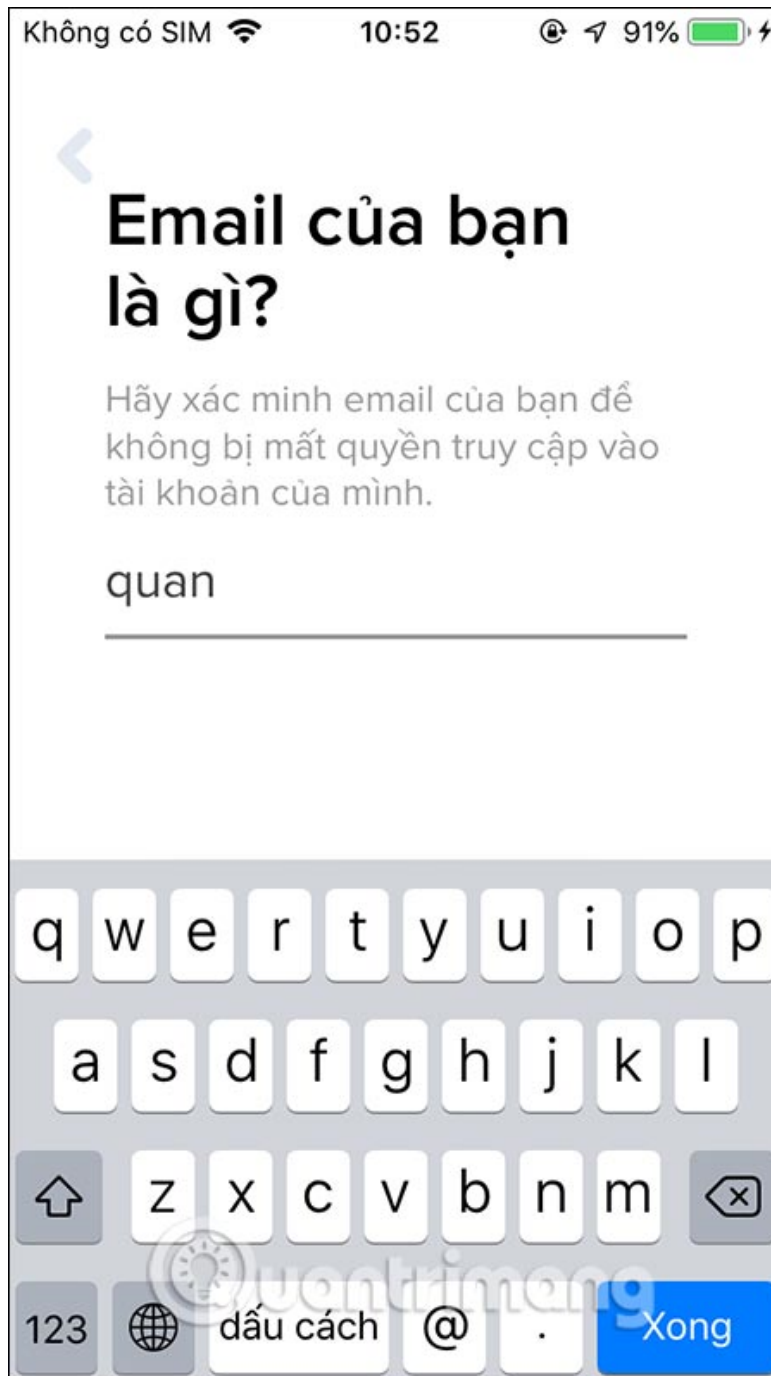 Không có SIM 10:52 91%
Email của bạn
là gì?
Hãy xác minh email của bạn để
không bị mất quyền truy cập vào
tài khoản của mình.
quan
q w e r t y u i o p
a s d f g h j k l
z x c v b n m
Quantrimang
123 dấu cách @ . Xong